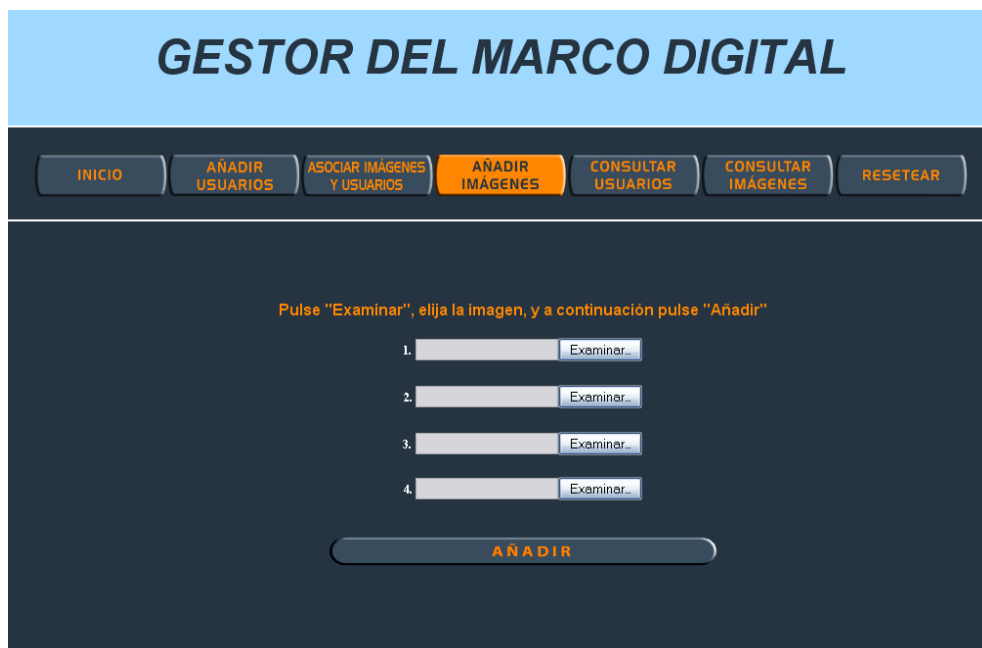 GESTOR DEL MARCO DIGITAL
INICIO
AÑADIR
USUARIOS
ASOCIAR IMÁGENES
Y USUARIOS
AÑADIR
IMÁGENES
CONSULTAR
USUARIOS
CONSULTAR
IMÁGENES
RESETEAR
Pulse "Examinar", elija la imagen, y a continuación pulse "Añadir"
1. Examinar...
2. Examinar...
3. Examinar...
4. Examinar...
AÑADIR